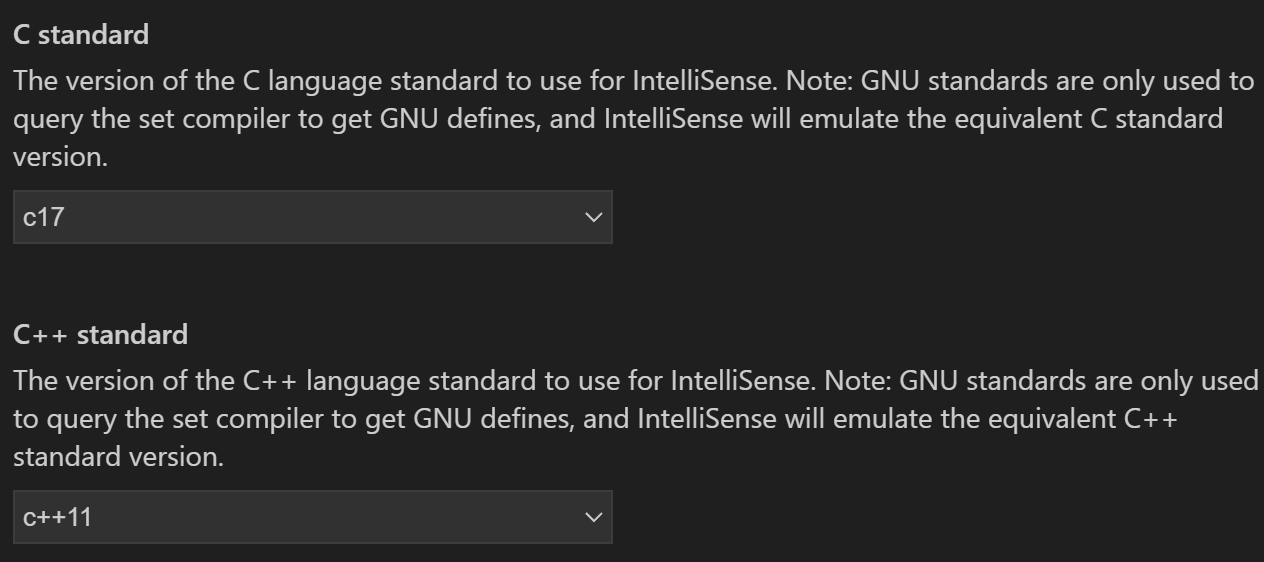 C standard
The version of the C language standard to use for IntelliSense. Note: GNU standards are only used to
query the set compiler to get GNU defines, and IntelliSense will emulate the equivalent C standard
version.
c17
C++ standard
The version of the C++ language standard to use for IntelliSense. Note: GNU standards are only used
to query the set compiler to get GNU defines, and IntelliSense will emulate the equivalent C++
standard version.
c++11